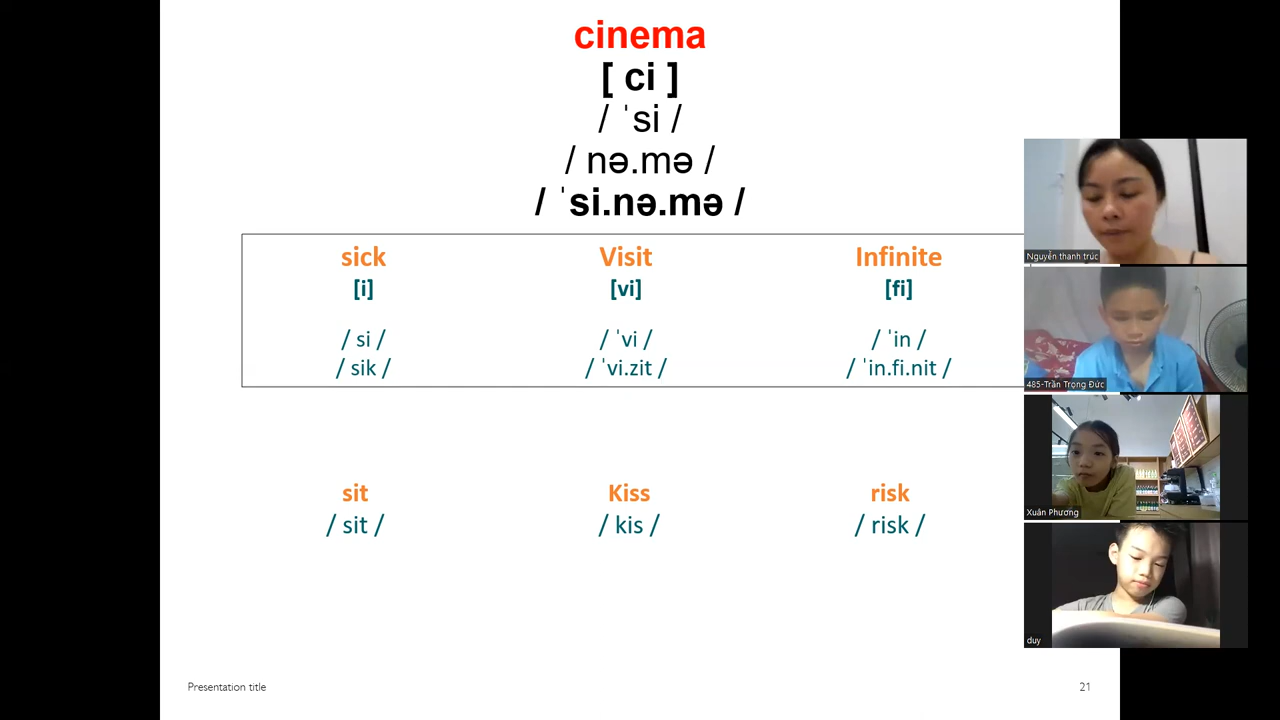 cinema
[ ci ]
/ ˈsi /
/ nə.mə /
/ ˈsi.nə.mə /
sick Visit Infinite
[i] [vi] [fi]
/ si / / ˈvi / / ˈin /
/ sik / / ˈvi.zit / / ˈin.fi.nit /
sit Kiss risk
/ sit / / kis / / risk /
Presentation title 21
Nguyễn thanh trúc
485-Trần Trọng Đức
Xuân Phương
duy